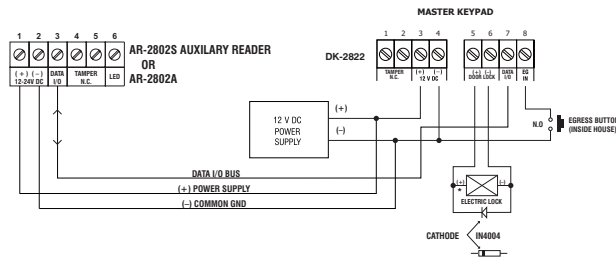 MASTER KEYPAD
1 2 3 4 5 6
AR-2802S AUXILARY READER
OR
AR-2802A
(+) (–) DATA TAMPER LED
12-24V DC I/O N.C.
DK-2822
1 2 3 4 5 6 7 8
TAMPER (+) (–) (+) (–) DATA EG
N.C. 12 V DC DOOR LOCK I/O IN
12 V DC
POWER
SUPPLY
(+)
(–)
N.O
EGRESS BUTTON
(INSIDE HOUSE)
DATA I/O BUS
(+) POWER SUPPLY
(–) COMMON GND
(+) (–)
*
ELECTRIC LOCK
CATHODE IN4004